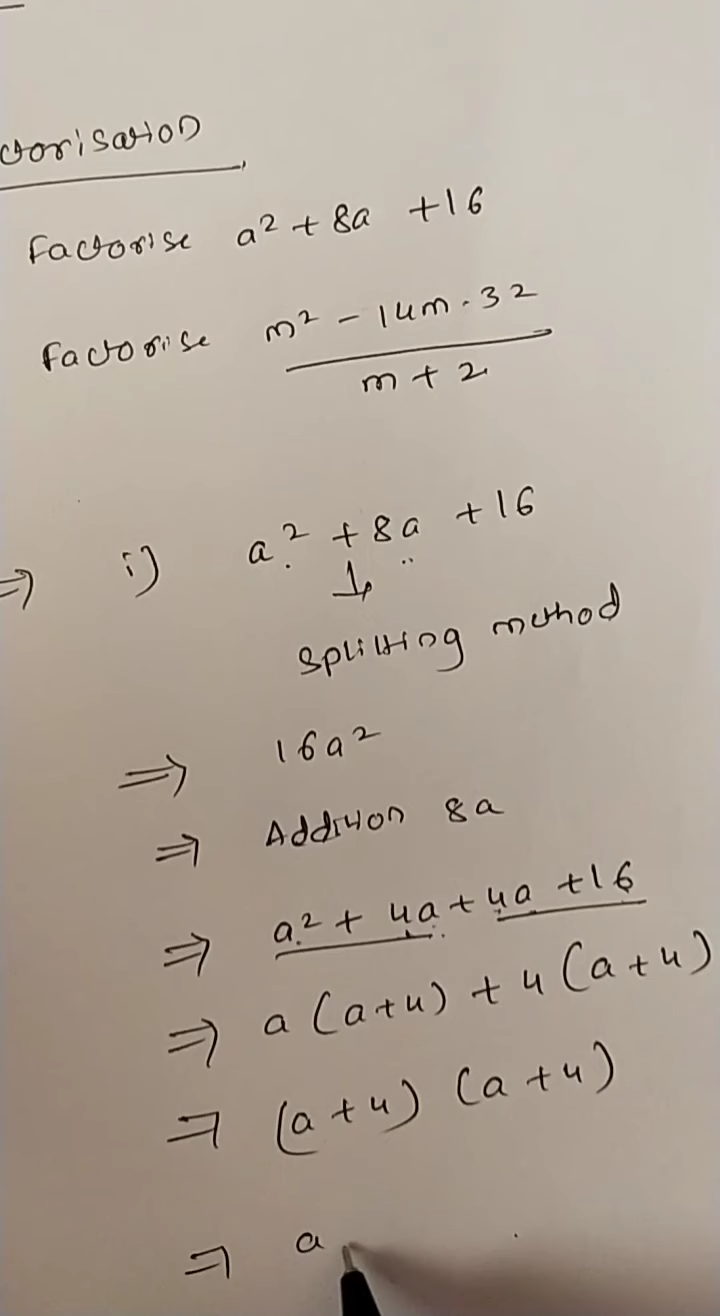 ctorisation
Factorise a² + 8a + 16
Factorise m² - 14m - 32
m + 2
⇒ i) a² + 8a + 16
↓
Splitting method
⇒ 16a²
⇒ Addition 8a
⇒ a² + 4a + 4a + 16
⇒ a (a+4) + 4 (a+4)
⇒ (a+4) (a+4)
⇒ a